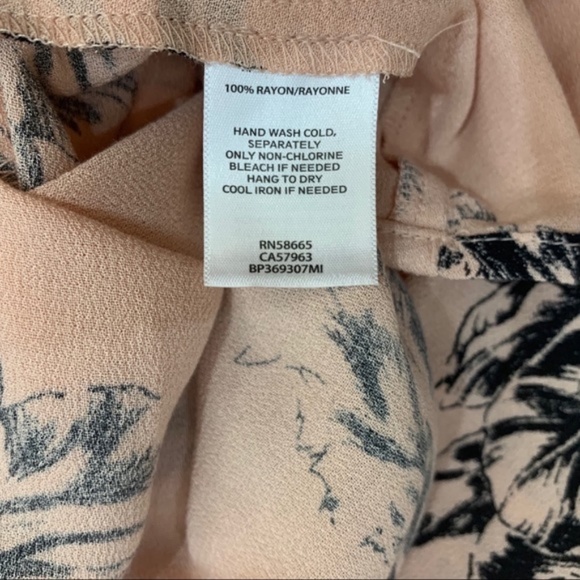 100% RAYON/RAYONNE
HAND WASH COLD,
SEPARATELY
ONLY NON-CHLORINE
BLEACH IF NEEDED
HANG TO DRY
COOL IRON IF NEEDED
RN58665
CA57963
BP369307MI